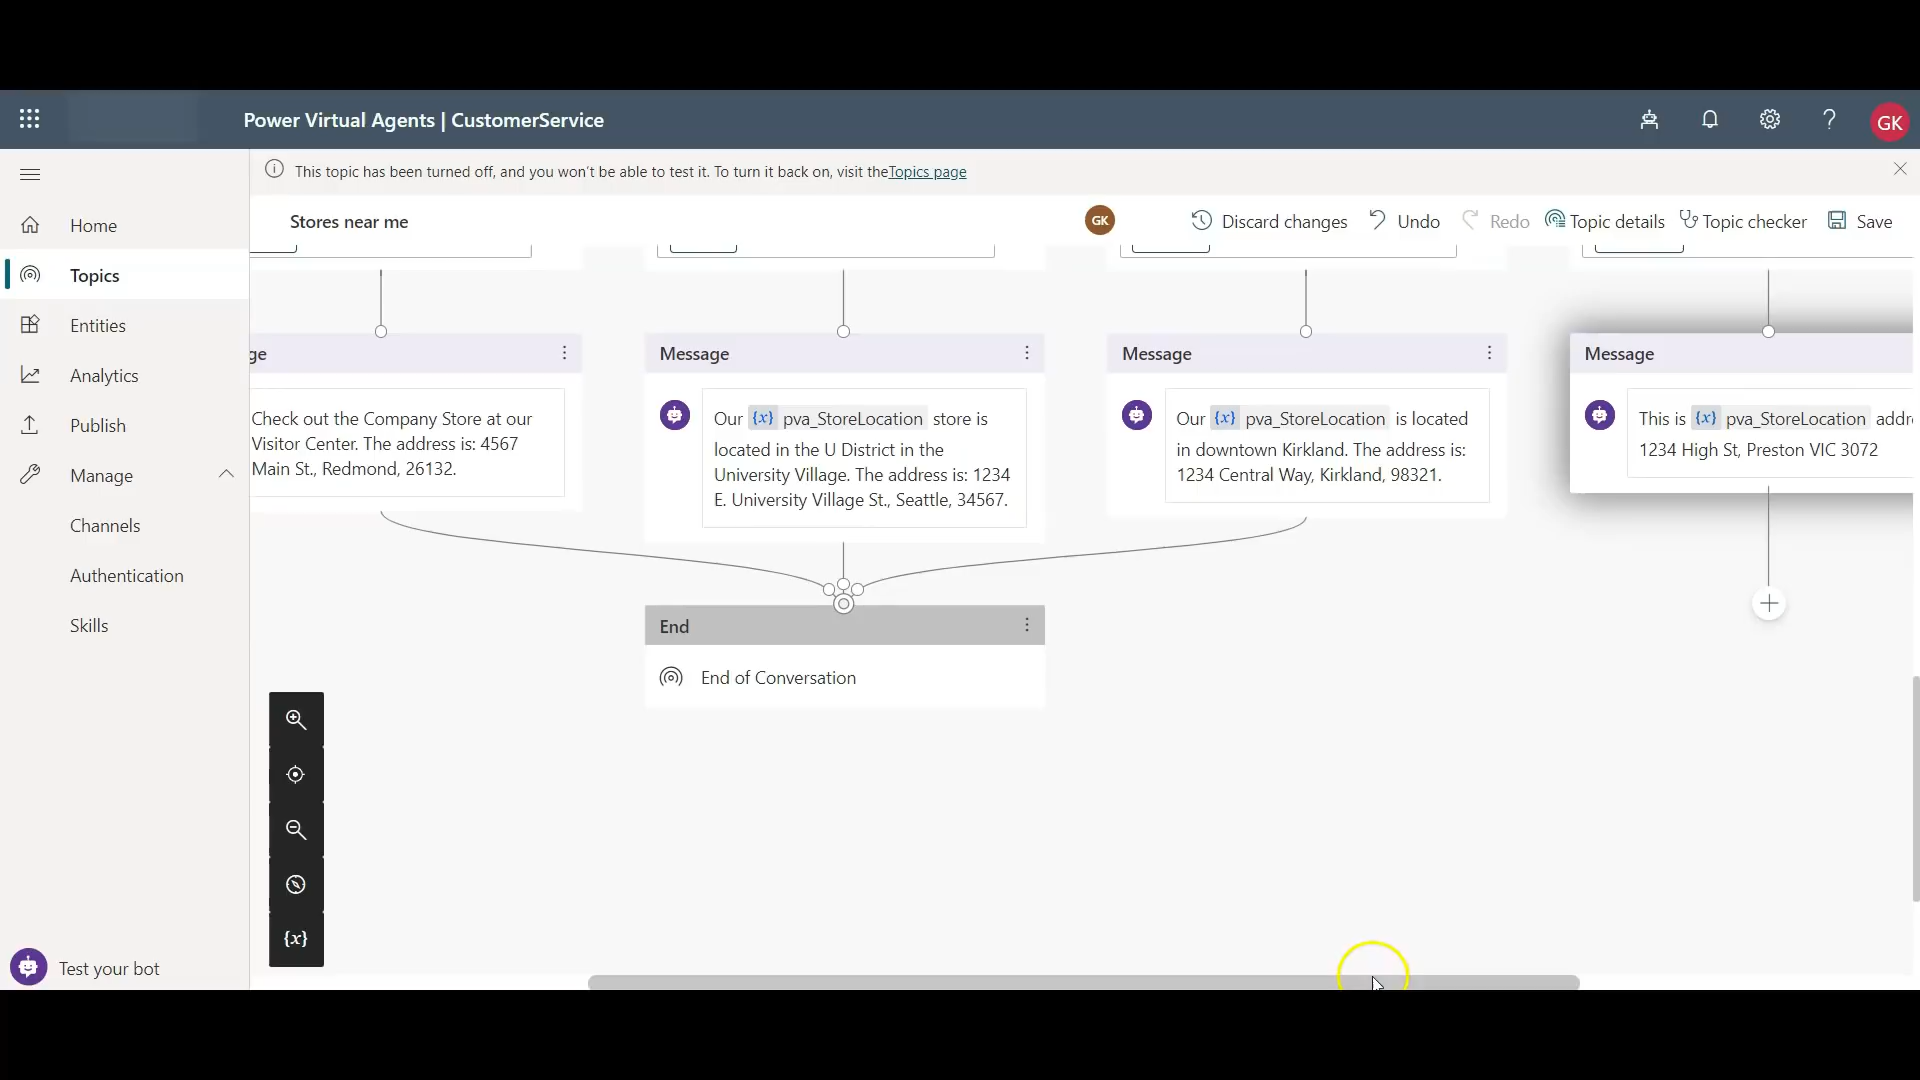 Power Virtual Agents | CustomerService
GK
This topic has been turned off, and you won't be able to test it. To turn it back on, visit theTopics page
Stores near me
GK
Discard changes
Undo
Redo
Topic details
Topic checker
Save
Home
Topics
Entities
Analytics
Publish
Manage
Channels
Authentication
Skills
Test your bot
ge
Check out the Company Store at our
Visitor Center. The address is: 4567
Main St., Redmond, 26132.
Message
Our {x} pva_StoreLocation store is
located in the U District in the
University Village. The address is: 1234
E. University Village St., Seattle, 34567.
Message
Our {x} pva_StoreLocation is located
in downtown Kirkland. The address is:
1234 Central Way, Kirkland, 98321.
Message
This is {x} pva_StoreLocation addre
1234 High St, Preston VIC 3072
End
End of Conversation
{x}